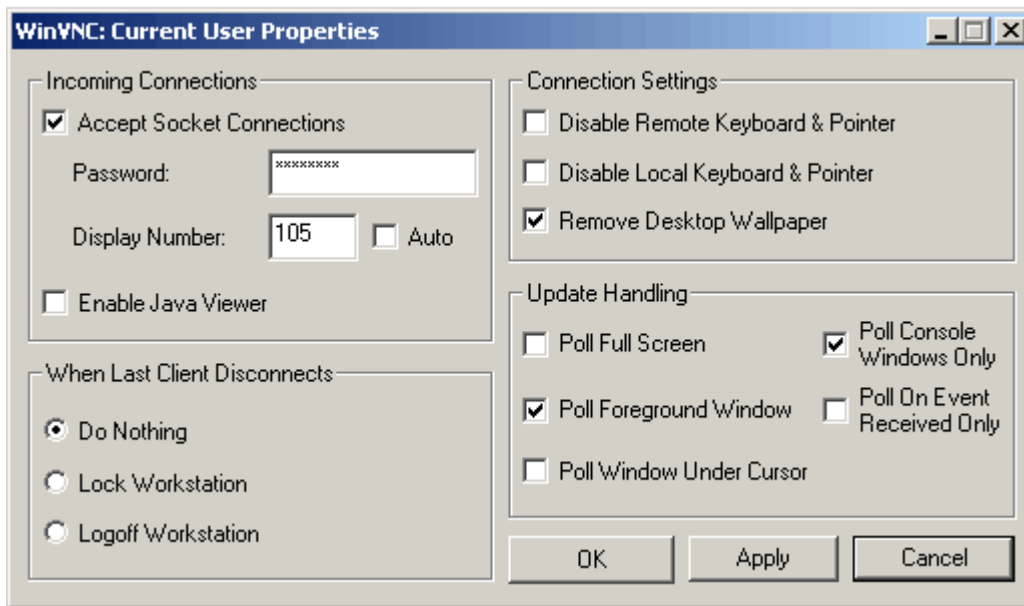 WinVNC: Current User Properties
Incoming Connections
Accept Socket Connections
Password: ********
Display Number: 105 Auto
Enable Java Viewer
When Last Client Disconnects
Do Nothing
Lock Workstation
Logoff Workstation
Connection Settings
Disable Remote Keyboard & Pointer
Disable Local Keyboard & Pointer
Remove Desktop Wallpaper
Update Handling
Poll Full Screen
Poll Console
Windows Only
Poll Foreground Window
Poll On Event
Received Only
Poll Window Under Cursor
OK Apply Cancel